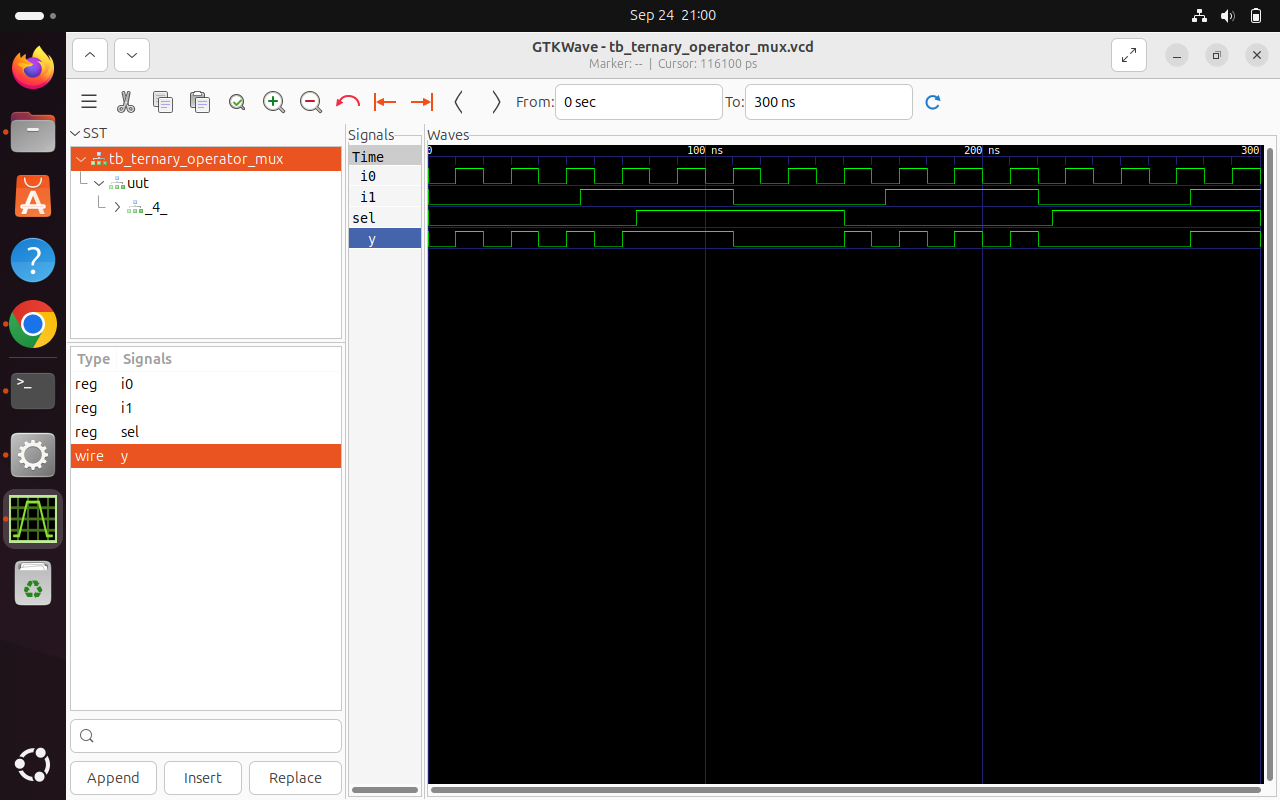 Sep 24 21:00
GTKWave - tb_ternary_operator_mux.vcd
Marker: -- | Cursor: 116100 ps
From: 0 sec To: 300 ns
SST
tb_ternary_operator_mux
uut
_4_
Type Signals
reg i0
reg i1
reg sel
wire y
Append Insert Replace
Signals
Time
i0
i1
sel
y
Waves
0 100 ns 200 ns 300